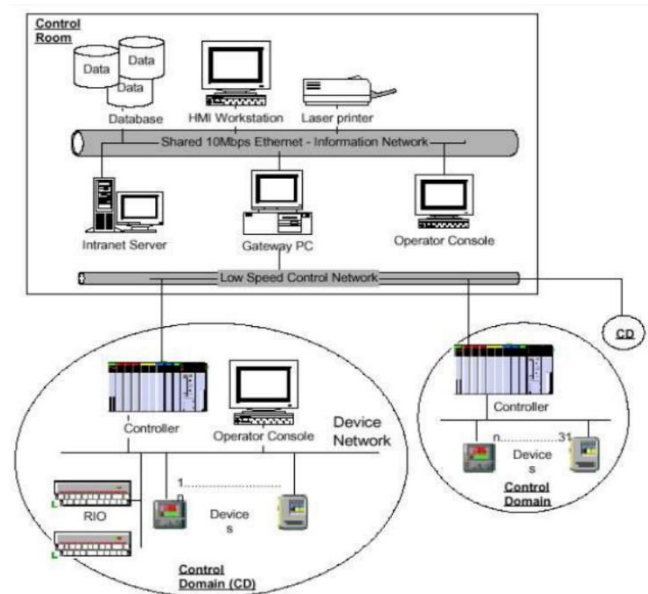 Control
Room
Data
Data
Data
Database
HMI Workstation
Laser printer
Shared 10Mbps Ethernet - Information Network
Intranet Server
Gateway PC
Operator Console
Low Speed Control Network
CD
Controller
Operator Console
Device
Network
RIO
1
Device
s
Control
Domain (CD)
Controller
n..................31
Device
s
Control
Domain